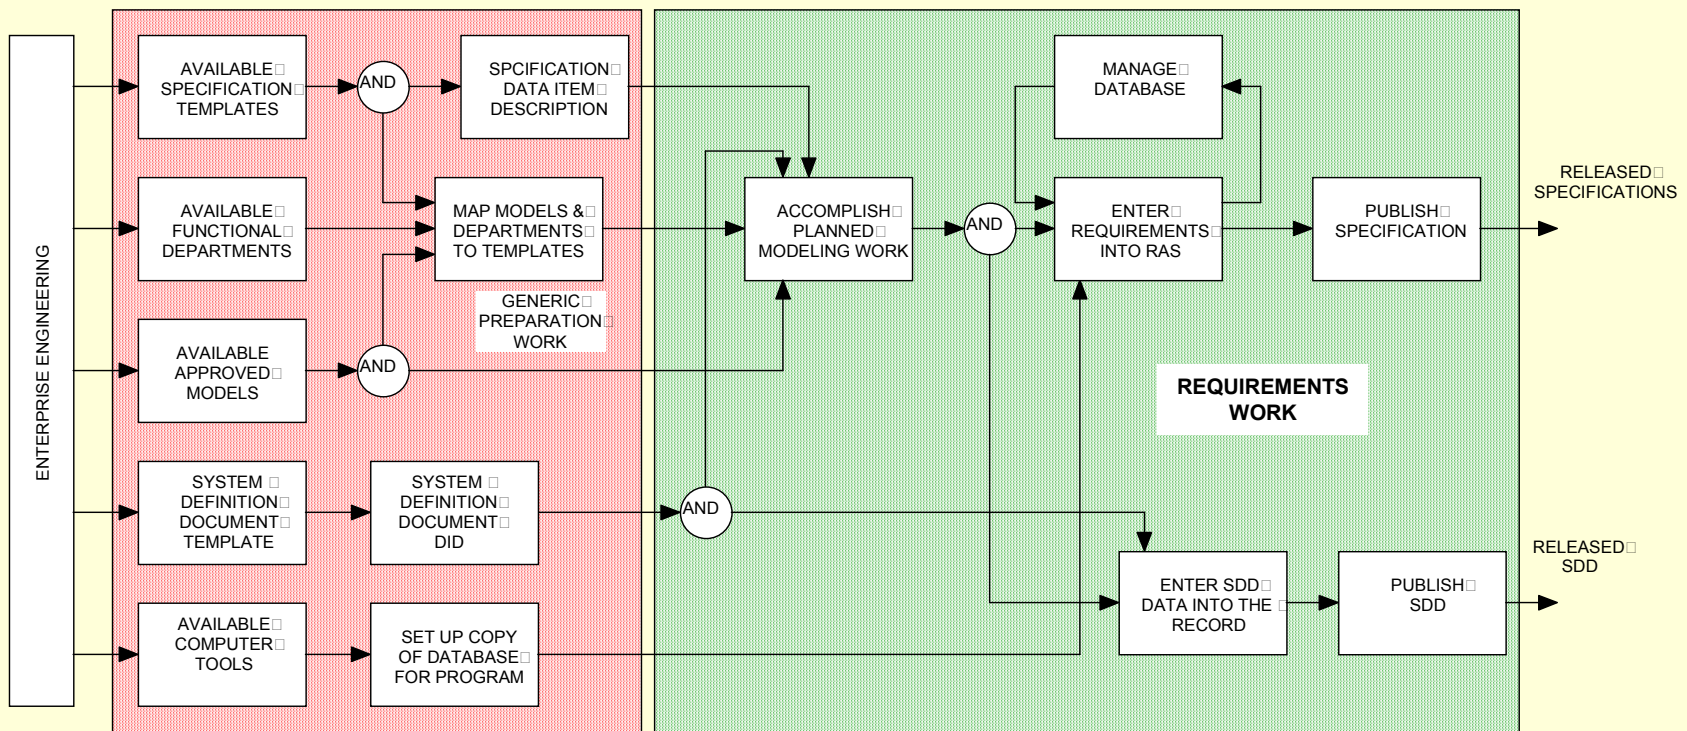 ENTERPRISE ENGINEERING
AVAILABLE
SPECIFICATION
TEMPLATES
AND
SPCIFICATION
DATA ITEM
DESCRIPTION
AVAILABLE
FUNCTIONAL
DEPARTMENTS
MAP MODELS &
DEPARTMENTS
TO TEMPLATES
GENERIC
PREPARATION
WORK
AVAILABLE
APPROVED
MODELS
AND
SYSTEM
DEFINITION
DOCUMENT
TEMPLATE
SYSTEM
DEFINITION
DOCUMENT
DID
AVAILABLE
COMPUTER
TOOLS
SET UP COPY
OF DATABASE
FOR PROGRAM
MANAGE
DATABASE
ACCOMPLISH
PLANNED
MODELING WORK
AND
ENTER
REQUIREMENTS
INTO RAS
PUBLISH
SPECIFICATION
RELEASED
SPECIFICATIONS
REQUIREMENTS
WORK
AND
ENTER SDD
DATA INTO THE
RECORD
PUBLISH
SDD
RELEASED
SDD